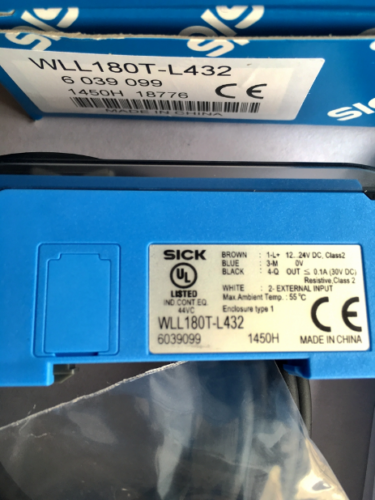 SICK
SICK
WLL180T-L432
6 039 099
1450H 18776
CE
MADE IN CHINA
SICK
SICK
UL
LISTED
IND.CONT.EQ.
44VC
BROWN : 1-L+ 12...24V DC, Class2
BLUE : 3-M 0V
BLACK : 4-Q OUT ≤ 0.1A (30V DC)
Resistive, Class 2
WHITE : 2- EXTERNAL INPUT
Max.Ambient Temp.: 55°C
Enclosure type 1
CE
WLL180T-L432
6039099
1450H
MADE IN CHINA